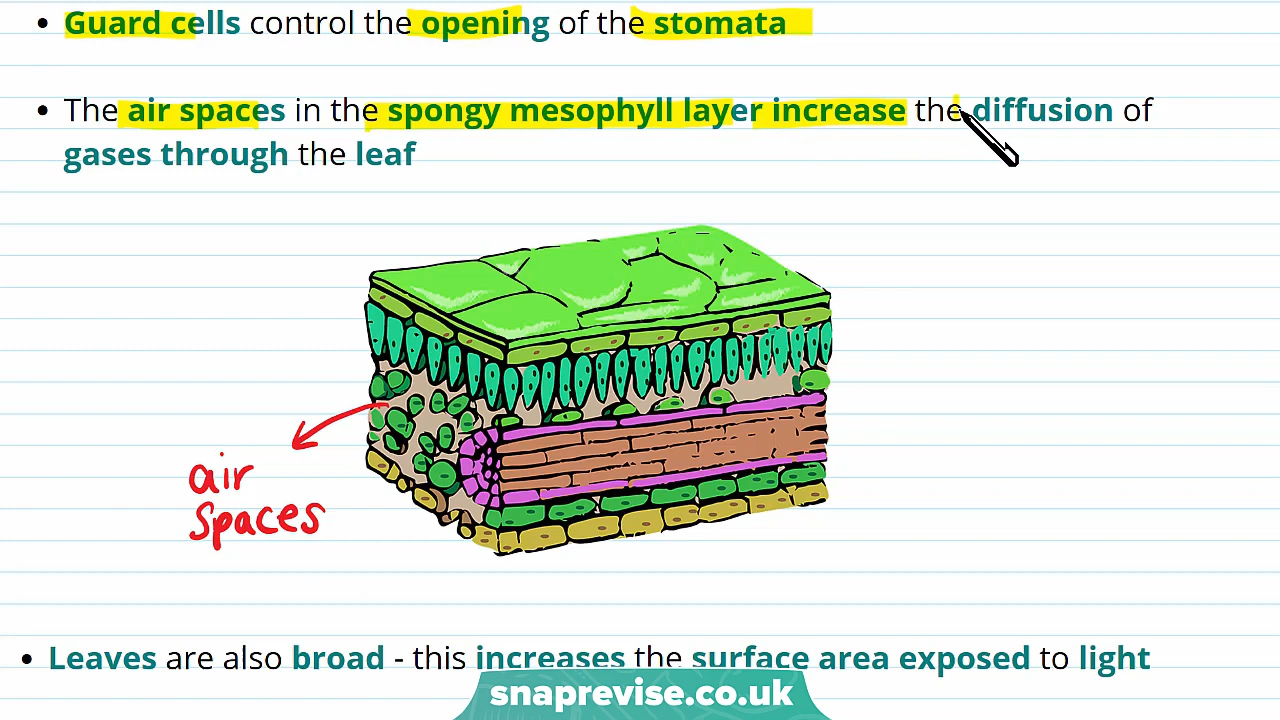 • Guard cells control the opening of the stomata
• The air spaces in the spongy mesophyll layer increase the diffusion of
gases through the leaf
air
spaces
• Leaves are also broad - this increases the surface area exposed to light
snaprevise.co.uk